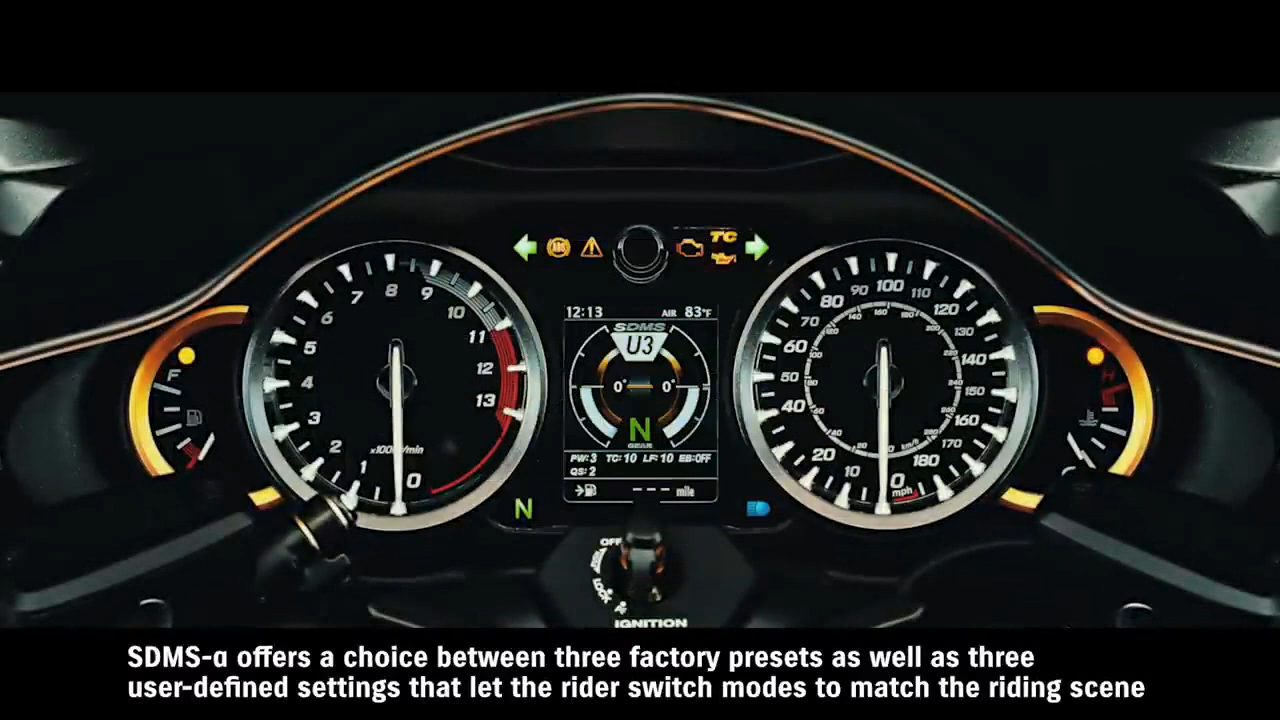 TC
ABS
12:13 AIR 83°F
SDMS
U3
0° 0°
N
GEAR
PW:3 TC:10 LF:10 EB:OFF
QS:2
--- mile
F
0
1
2
3
4
5
6
7
8
9
10
11
12
13
N
0
10
20
40
50
60
70
80
90
100
110
120
130
140
150
160
170
180
mph
km/h
H
OFF
LOCK
IGNITION
SDMS-α offers a choice between three factory presets as well as three
user-defined settings that let the rider switch modes to match the riding scene